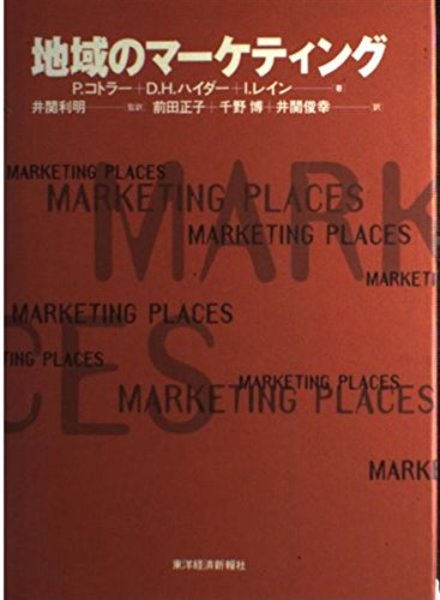 地域のマーケティング
P.コトラー+D.H.ハイダー+I.レイン——著
井関利明——監訳 前田正子+千野 博+井関俊幸——訳
MARK
MARKETING PLACES
MARKETING PLACES
MARKETING PLACES
MARKETI
MARKETING PLACES
CES
TING PLACES
MARKETING PLACES
MARKETING PLACES
MARK
東洋経済新報社